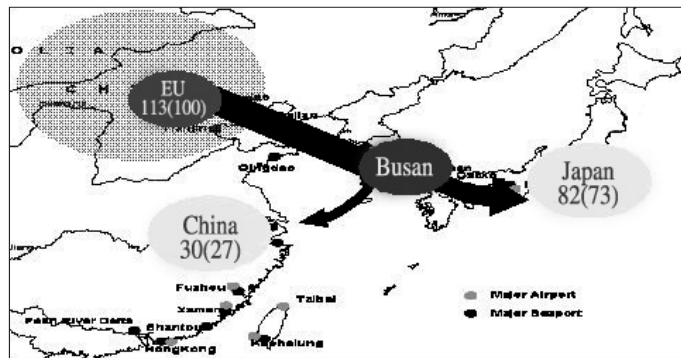 O L I A
C H
EU
113(100)
Qingdao
Busan
Osaka
Japan
82(73)
China
30(27)
Fuzhou
Xiamen
Taibei
Pearl River Delta
Shantou
HongKong
Major Airport
Major Seaport